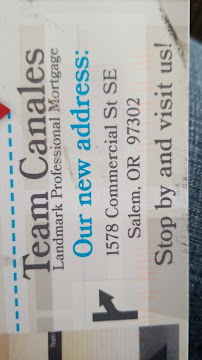 Team Canales
Landmark Professional Mortgage
Our new address:
1578 Commercial St SE
Salem, OR 97302
Stop by and visit us!